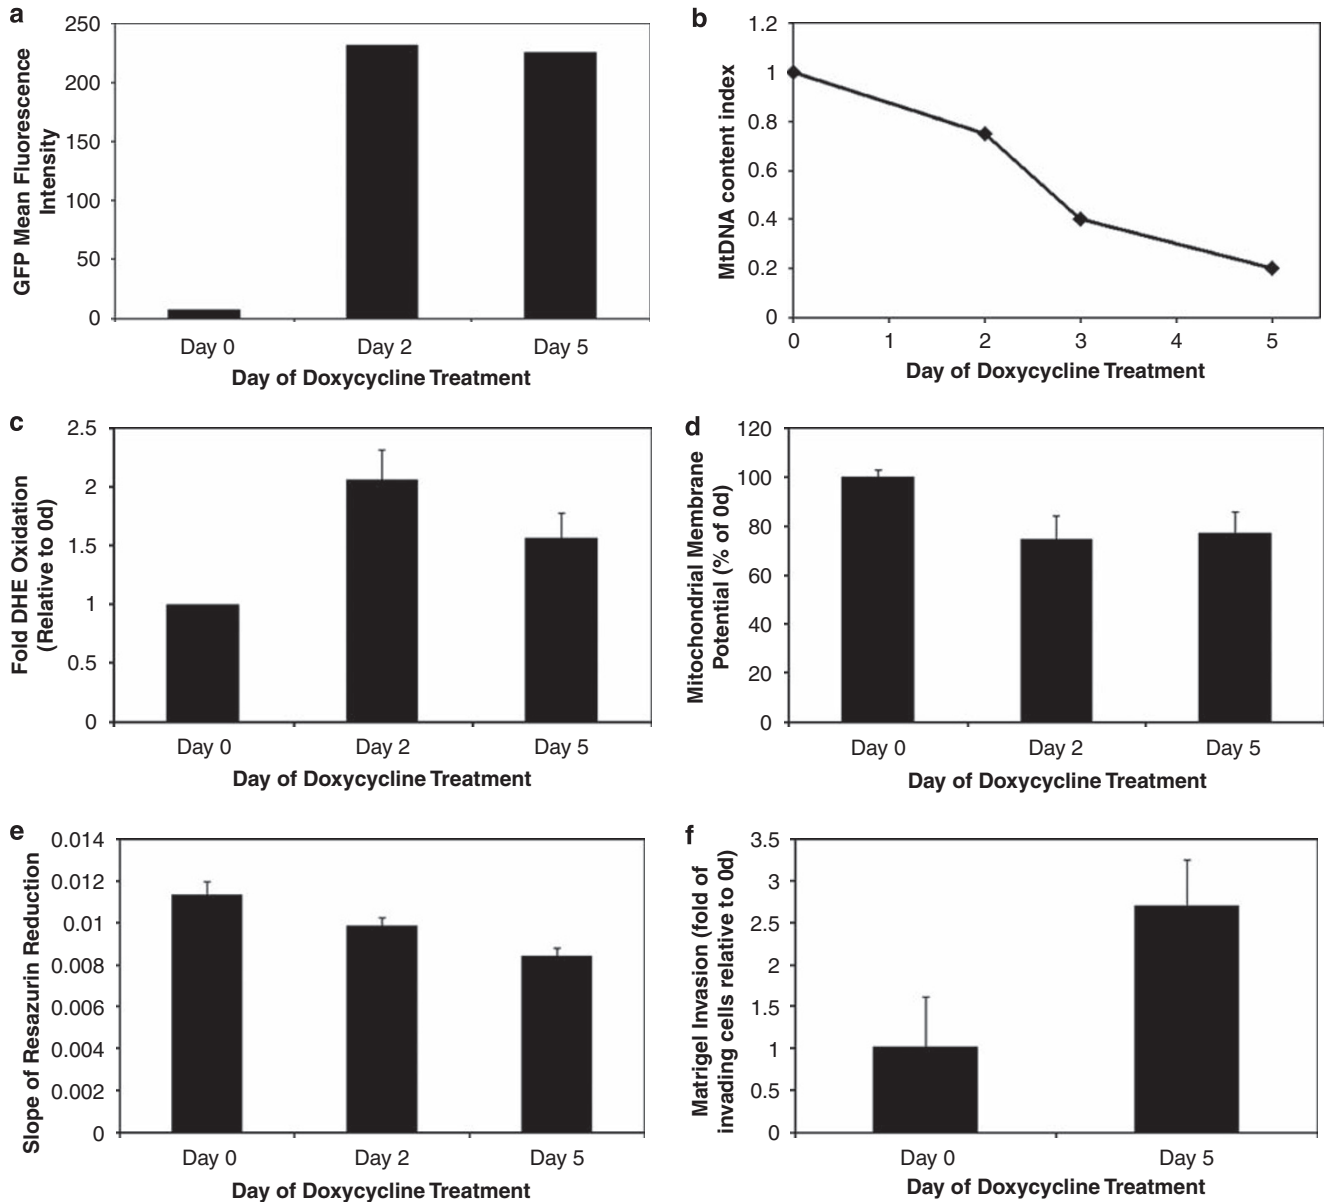 a
GFP Mean Fluorescence
Intensity
250
200
150
100
50
0
Day 0 Day 2 Day 5
Day of Doxycycline Treatment
b
MtDNA content index
1.2
1
0.8
0.6
0.4
0.2
0
0 1 2 3 4 5
Day of Doxycycline Treatment
c
Fold DHE Oxidation
(Relative to 0d)
2.5
2
1.5
1
0.5
0
Day 0 Day 2 Day 5
Day of Doxycycline Treatment
d
Mitochondrial Membrane
Potential (% of 0d)
120
100
80
60
40
20
0
Day 0 Day 2 Day 5
Day of Doxycycline Treatment
e
Slope of Resazurin Reduction
0.014
0.012
0.01
0.008
0.006
0.004
0.002
0
Day 0 Day 2 Day 5
Day of Doxycycline Treatment
f
Matrigel Invasion (fold of
invading cells relative to 0d)
3.5
3
2.5
2
1.5
1
0.5
0
Day 0 Day 5
Day of Doxycycline Treatment